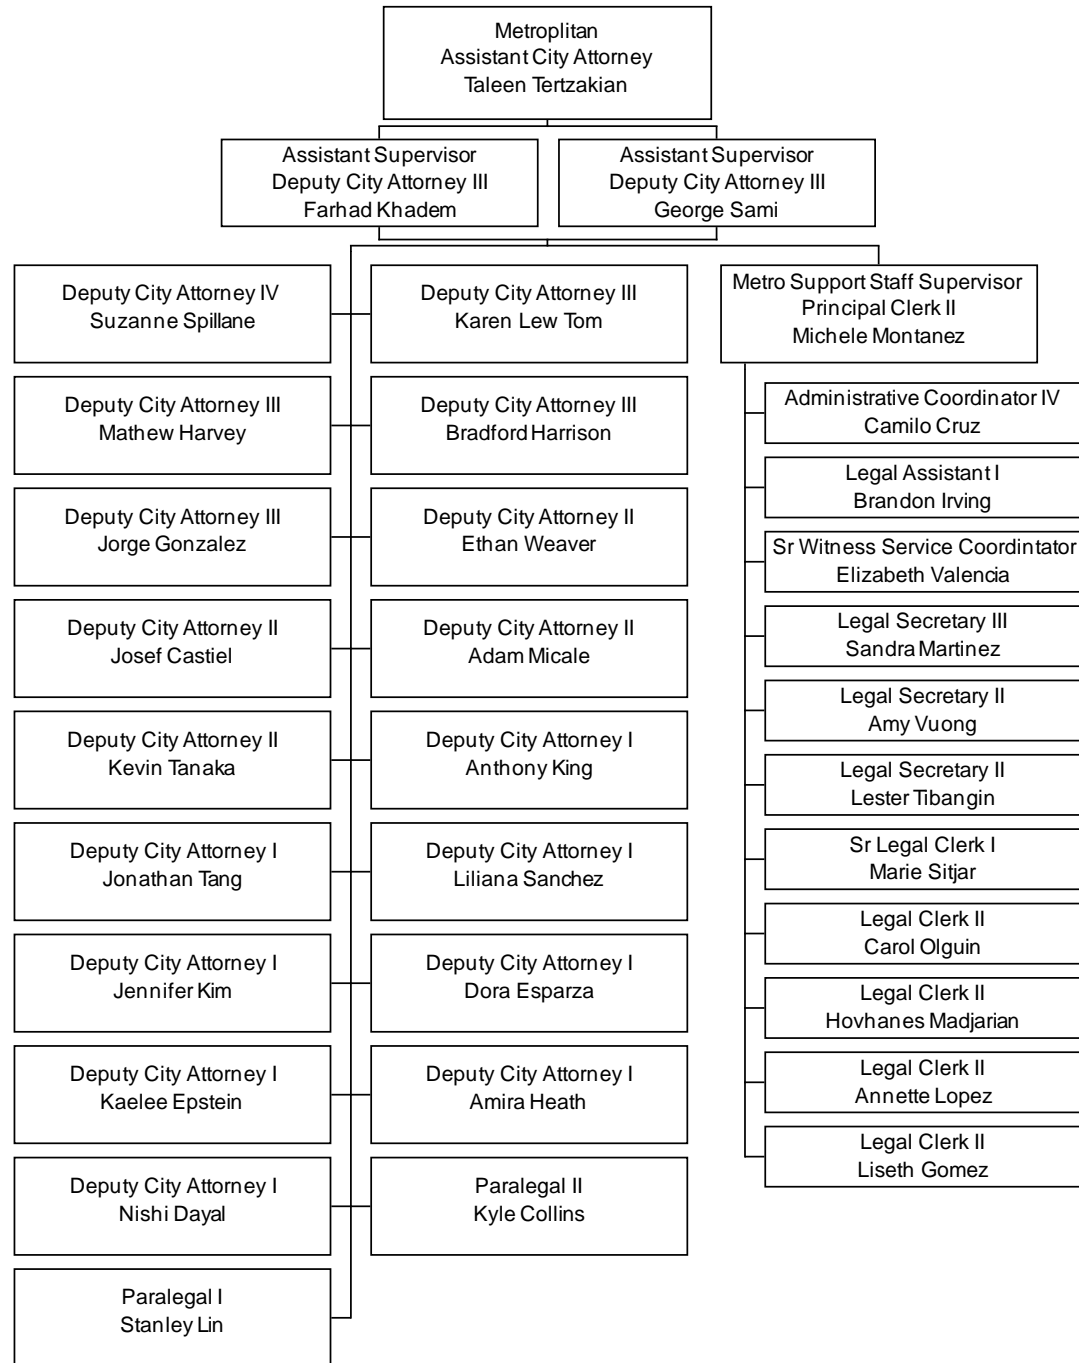 Metroplitan
Assistant City Attorney
Taleen Tertzakian
Assistant Supervisor
Deputy City Attorney III
Farhad Khadem
Assistant Supervisor
Deputy City Attorney III
George Sami
Deputy City Attorney IV
Suzanne Spillane
Deputy City Attorney III
Karen Lew Tom
Metro Support Staff Supervisor
Principal Clerk II
Michele Montanez
Deputy City Attorney III
Mathew Harvey
Deputy City Attorney III
Bradford Harrison
Deputy City Attorney III
Jorge Gonzalez
Deputy City Attorney II
Ethan Weaver
Deputy City Attorney II
Josef Castiel
Deputy City Attorney II
Adam Micale
Deputy City Attorney II
Kevin Tanaka
Deputy City Attorney I
Anthony King
Deputy City Attorney I
Jonathan Tang
Deputy City Attorney I
Liliana Sanchez
Deputy City Attorney I
Jennifer Kim
Deputy City Attorney I
Dora Esparza
Deputy City Attorney I
Kaelee Epstein
Deputy City Attorney I
Amira Heath
Deputy City Attorney I
Nishi Dayal
Paralegal II
Kyle Collins
Paralegal I
Stanley Lin
Administrative Coordinator IV
Camilo Cruz
Legal Assistant I
Brandon Irving
Sr Witness Service Coordintator
Elizabeth Valencia
Legal Secretary III
Sandra Martinez
Legal Secretary II
Amy Vuong
Legal Secretary II
Lester Tibangin
Sr Legal Clerk I
Marie Sitjar
Legal Clerk II
Carol Olguin
Legal Clerk II
Hovhanes Madjarian
Legal Clerk II
Annette Lopez
Legal Clerk II
Liseth Gomez